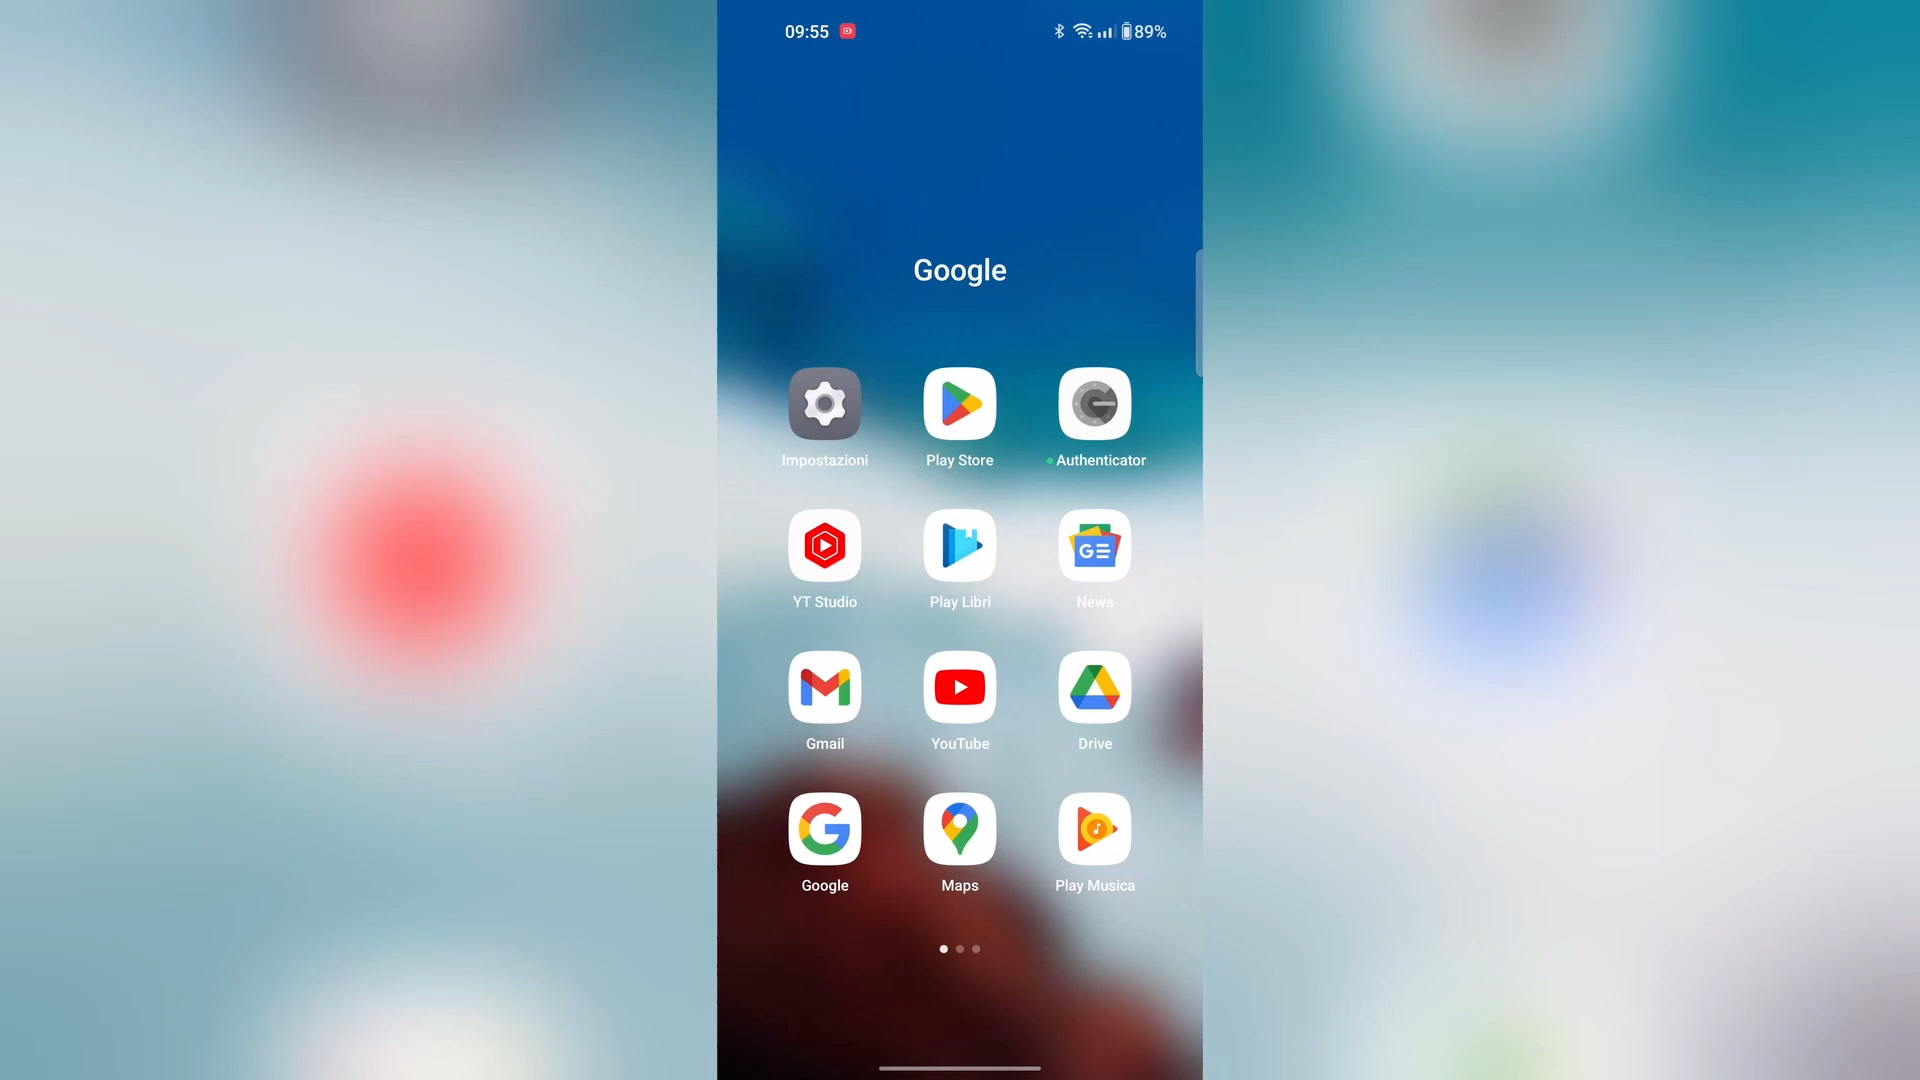 09:55 89%
Google
Impostazioni Play Store Authenticator
YT Studio Play Libri News
Gmail YouTube Drive
Google Maps Play Musica